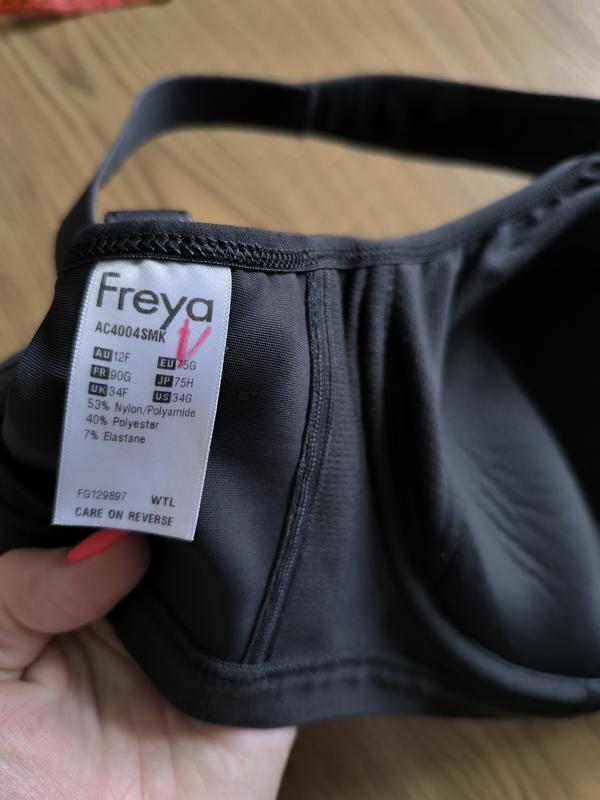 Freya
AC4004SMK
AU 12F EU 75G
FR 90G JP 75H
UK 34F US 34G
53% Nylon/Polyamide
40% Polyester
7% Elastane
FG129897 WTL
CARE ON REVERSE